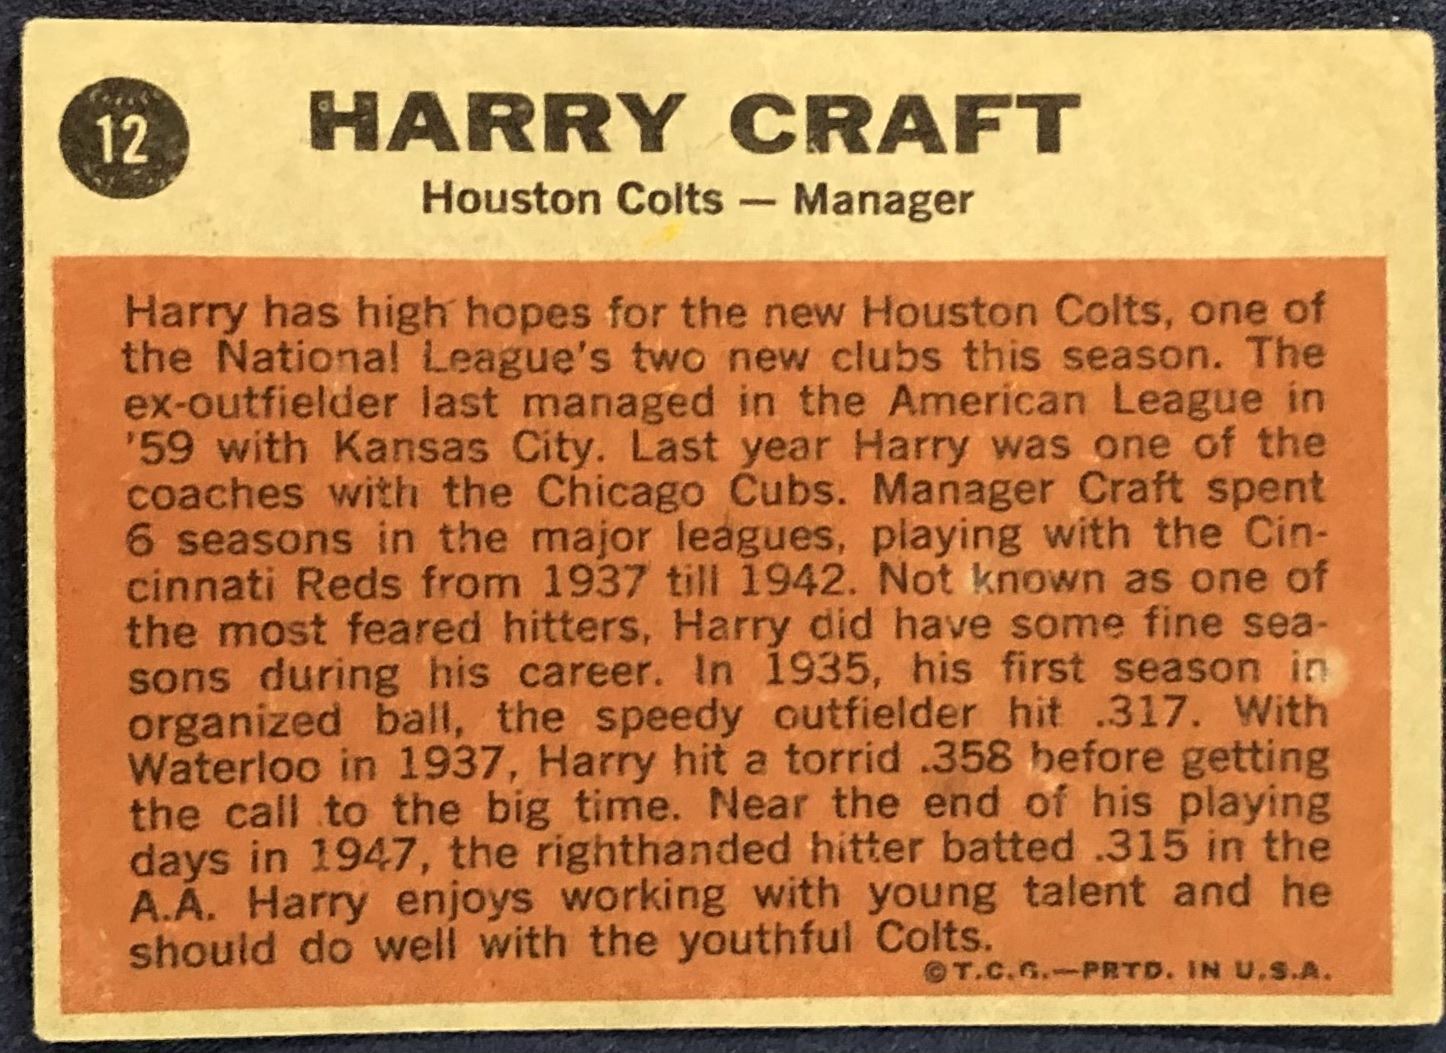 12
HARRY CRAFT
Houston Colts — Manager
Harry has high hopes for the new Houston Colts, one of
the National League's two new clubs this season. The
ex-outfielder last managed in the American League in
'59 with Kansas City. Last year Harry was one of the
coaches with the Chicago Cubs. Manager Craft spent
6 seasons in the major leagues, playing with the Cin-
cinnati Reds from 1937 till 1942. Not known as one of
the most feared hitters, Harry did have some fine sea-
sons during his career. In 1935, his first season in
organized ball, the speedy outfielder hit .317. With
Waterloo in 1937, Harry hit a torrid .358 before getting
the call to the big time. Near the end of his playing
days in 1947, the righthanded hitter batted .315 in the
A.A. Harry enjoys working with young talent and he
should do well with the youthful Colts.
©T.C.G.—PRTD. IN U.S.A.